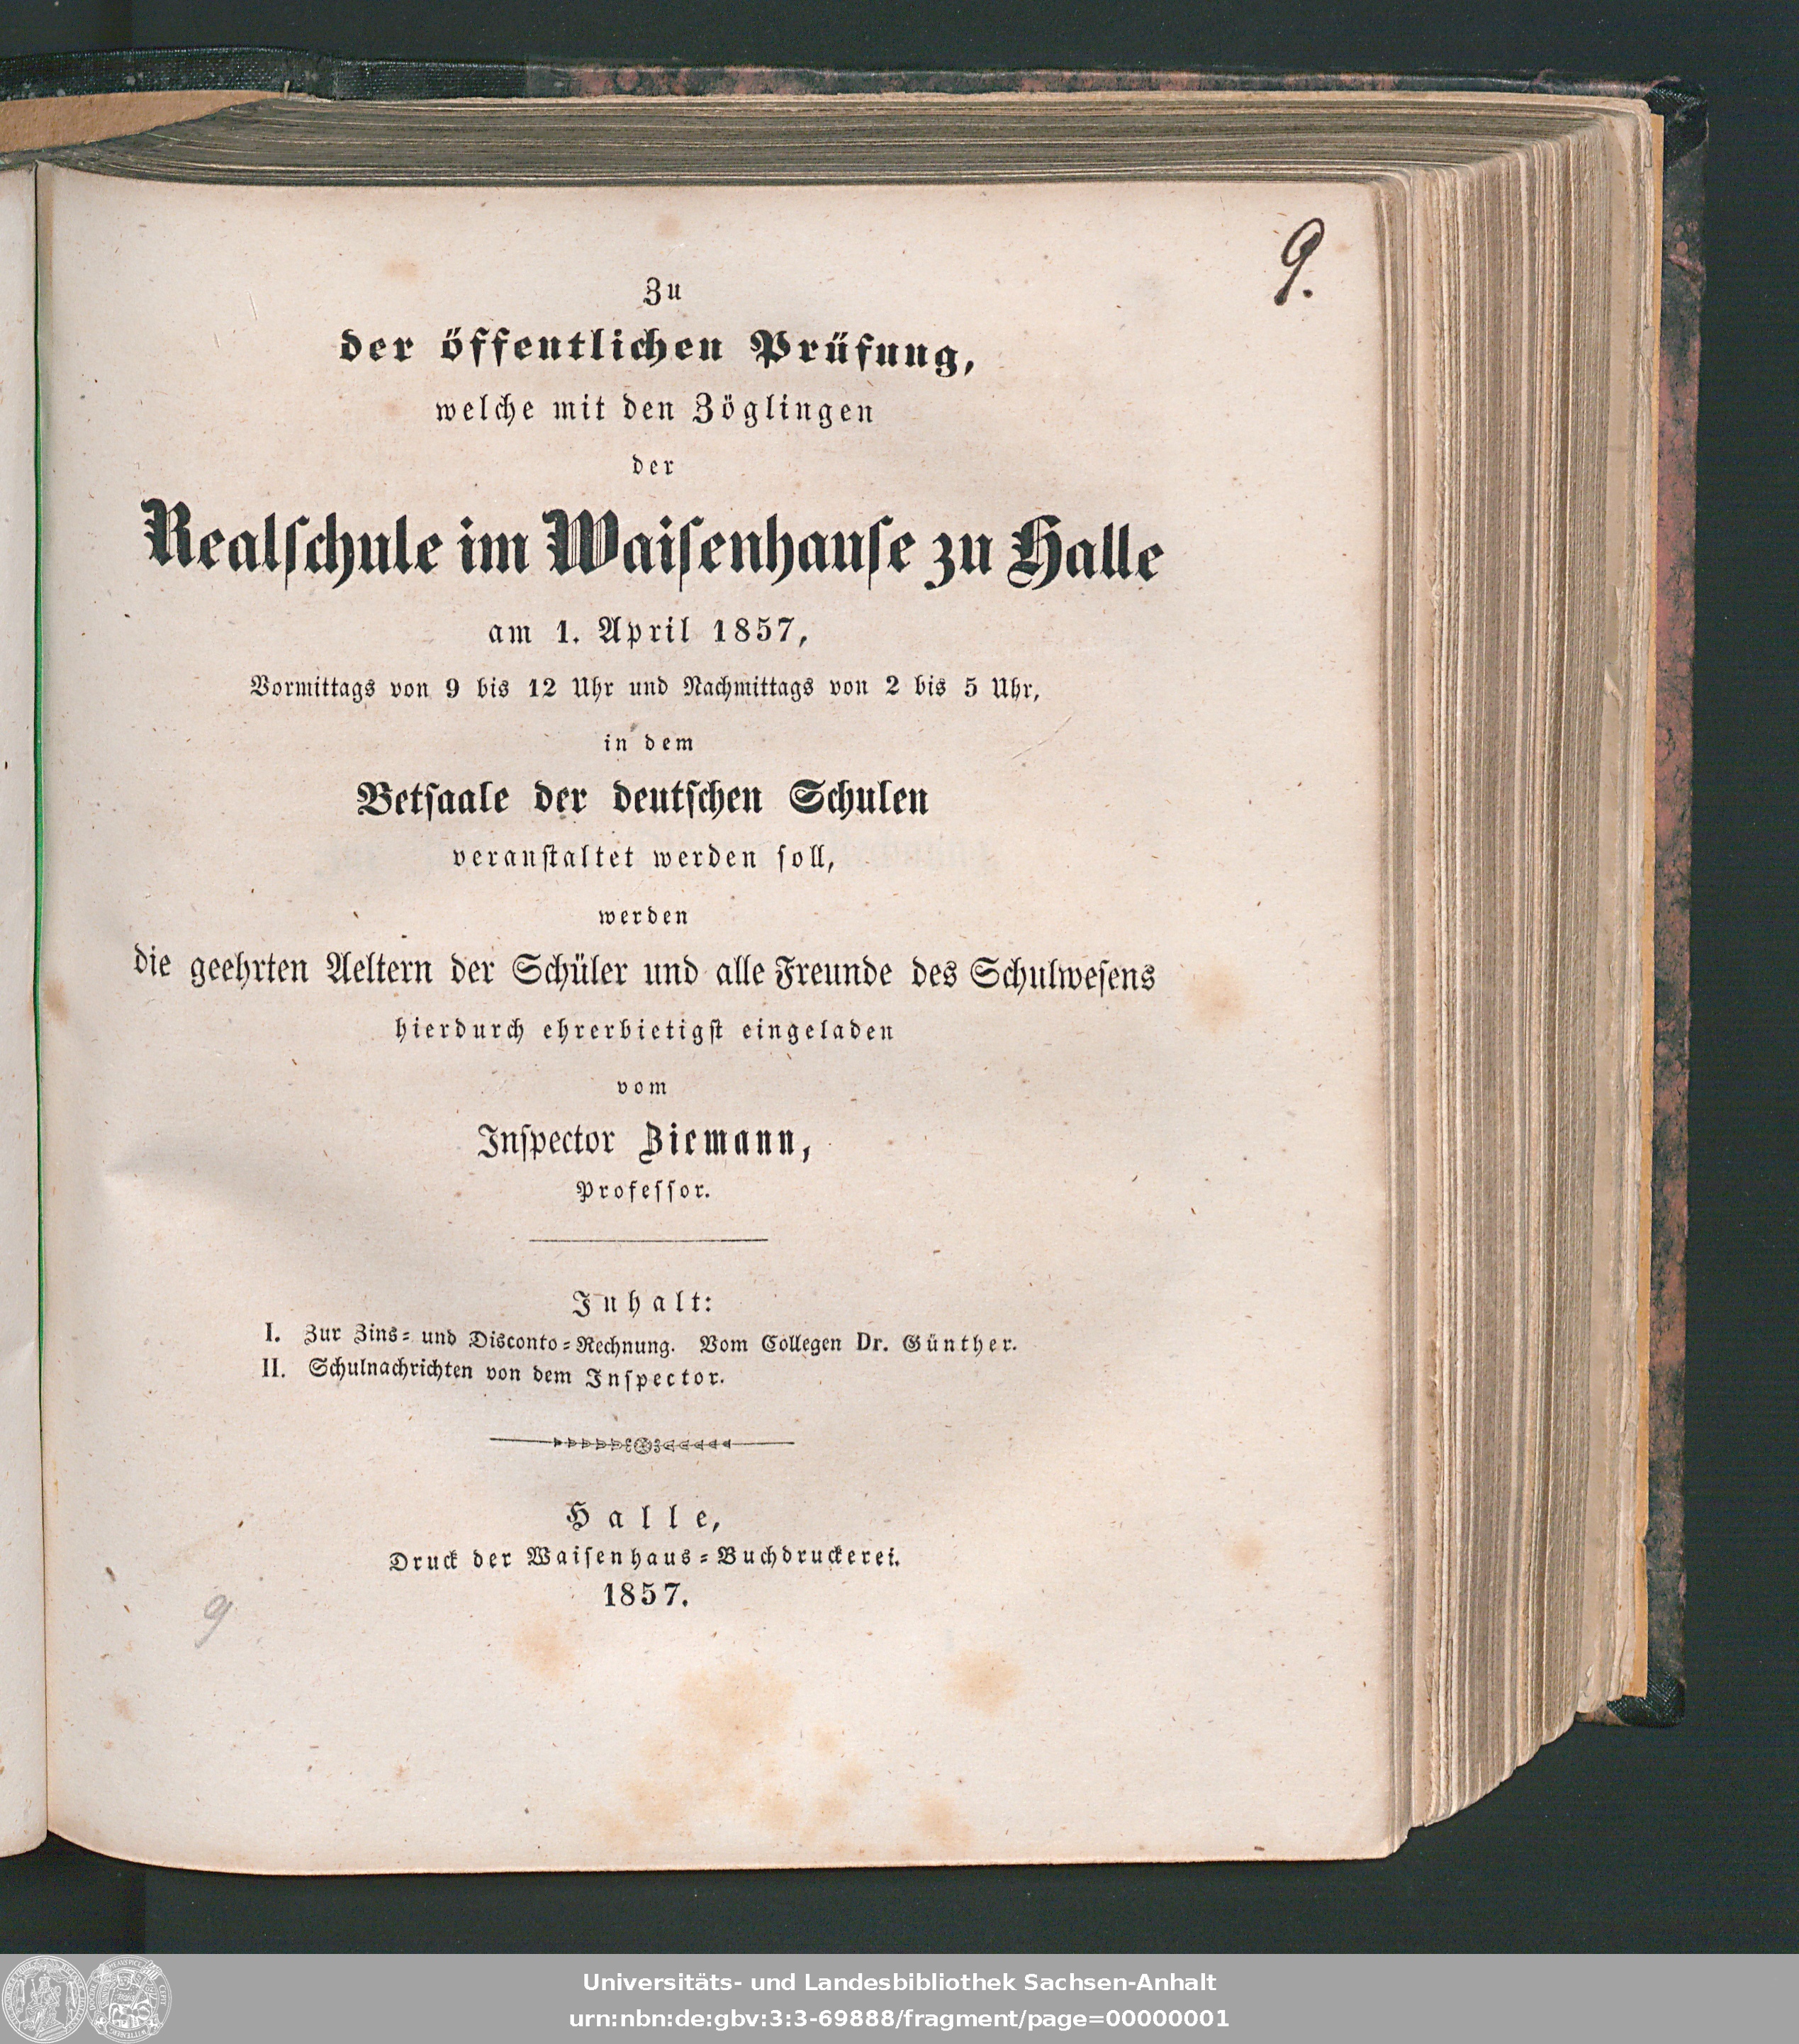 9.
Zu
der öffentlichen Prüfung,
welche mit den Zöglingen
der
Realſchule im Waiſenhauſe zu Halle
am 1. April 1857,
Vormittags von 9 bis 12 Uhr und Nachmittags von 2 bis 5 Uhr,
in dem
Betſaale der deutſchen Schulen
veranſtaltet werden ſoll,
werden
die geehrten Aeltern der Schüler und alle Freunde des Schulweſens
hierdurch ehrerbietigſt eingeladen
vom
Inſpector Ziemann,
Profeſſor.
Inhalt:
I. Zur Zins- und Disconto-Rechnung. Vom Collegen Dr. Günther.
II. Schulnachrichten von dem Inſpector.
Halle,
Druck der Waiſenhaus-Buchdruckerei.
1857.
9
Universitäts- und Landesbibliothek Sachsen-Anhalt
urn:nbn:de:gbv:3:3-69888/fragment/page=00000001